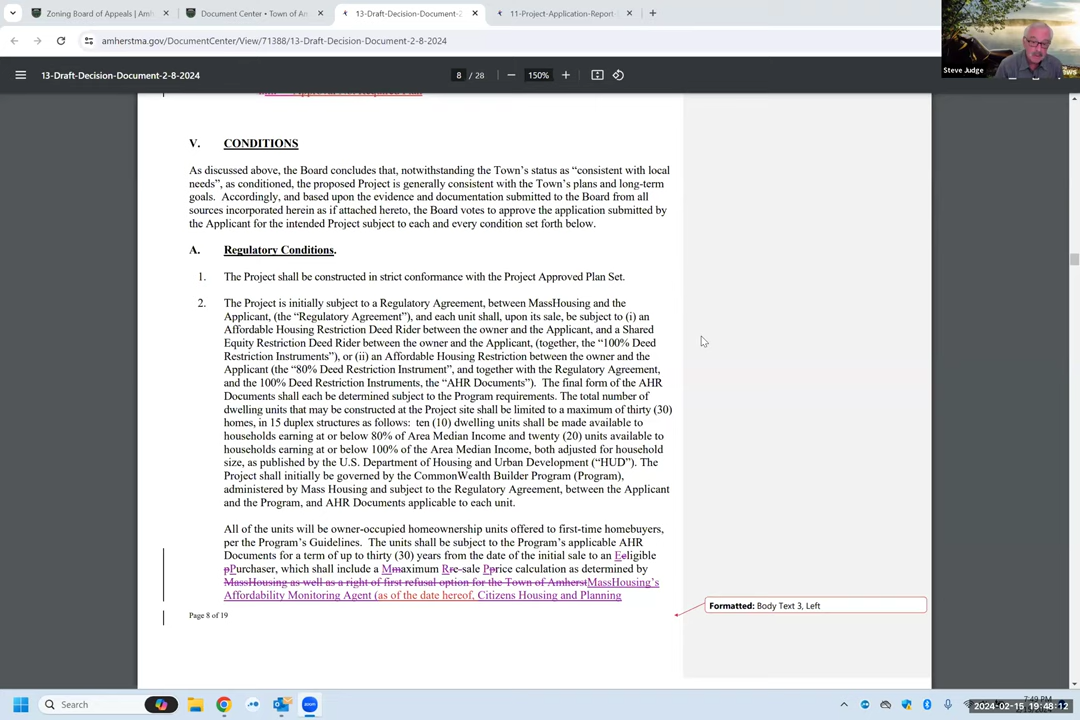 Zoning Board of Appeals | Amh
Document Center • Town of Am
13-Draft-Decision-Document-2-
11-Project-Application-Report-
amherstma.gov/DocumentCenter/View/71388/13-Draft-Decision-Document-2-8-2024
Steve Judge
13-Draft-Decision-Document-2-8-2024
8 / 28
150%
V. CONDITIONS
As discussed above, the Board concludes that, notwithstanding the Town's status as "consistent with local
needs", as conditioned, the proposed Project is generally consistent with the Town's plans and long-term
goals. Accordingly, and based upon the evidence and documentation submitted to the Board from all
sources incorporated herein as if attached hereto, the Board votes to approve the application submitted by
the Applicant for the intended Project subject to each and every condition set forth below.
A. Regulatory Conditions.
1. The Project shall be constructed in strict conformance with the Project Approved Plan Set.
2. The Project is initially subject to a Regulatory Agreement, between MassHousing and the
Applicant, (the "Regulatory Agreement"), and each unit shall, upon its sale, be subject to (i) an
Affordable Housing Restriction Deed Rider between the owner and the Applicant, and a Shared
Equity Restriction Deed Rider between the owner and the Applicant, (together, the "100% Deed
Restriction Instruments"), or (ii) an Affordable Housing Restriction between the owner and the
Applicant (the "80% Deed Restriction Instrument", and together with the Regulatory Agreement,
and the 100% Deed Restriction Instruments, the "AHR Documents"). The final form of the AHR
Documents shall each be determined subject to the Program requirements. The total number of
dwelling units that may be constructed at the Project site shall be limited to a maximum of thirty (30)
homes, in 15 duplex structures as follows: ten (10) dwelling units shall be made available to
households earning at or below 80% of Area Median Income and twenty (20) units available to
households earning at or below 100% of the Area Median Income, both adjusted for household
size, as published by the U.S. Department of Housing and Urban Development ("HUD"). The
Project shall initially be governed by the CommonWealth Builder Program (Program),
administered by Mass Housing and subject to the Regulatory Agreement, between the Applicant
and the Program, and AHR Documents applicable to each unit.
All of the units will be owner-occupied homeownership units offered to first-time homebuyers,
per the Program's Guidelines. The units shall be subject to the Program's applicable AHR
Documents for a term of up to thirty (30) years from the date of the initial sale to an Eeligible
pPurchaser, which shall include a Mmaximum Rre-sale Pprice calculation as determined by
MassHousing as well as a right of first refusal option for the Town of AmherstMassHousing's
Affordability Monitoring Agent (as of the date hereof, Citizens Housing and Planning
Formatted: Body Text 3, Left
Page 8 of 19
Search
7:49 PM
2024-02-15 19:48:12